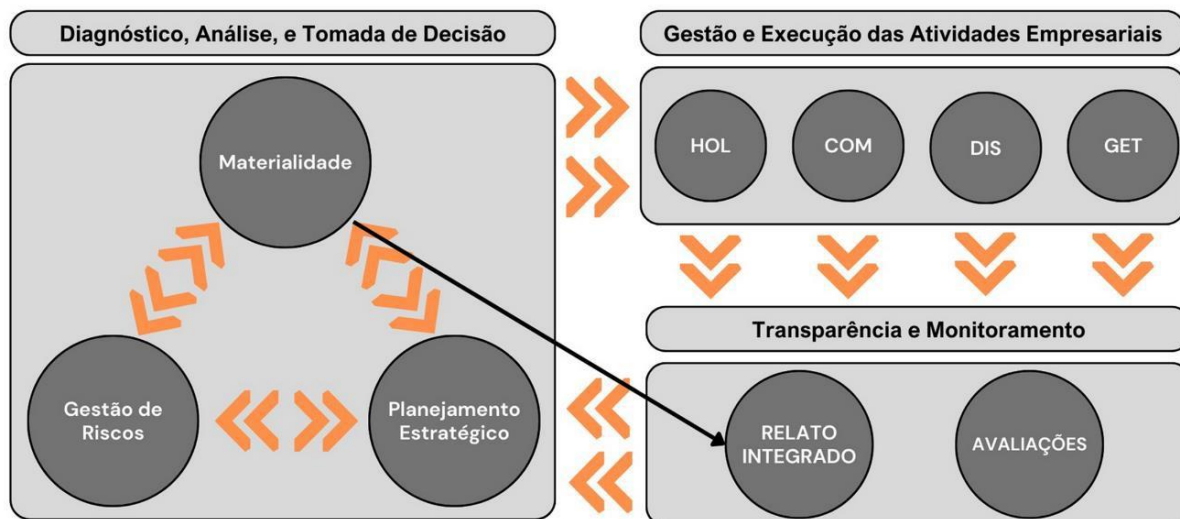 Diagnóstico, Análise, e Tomada de Decisão
Materialidade
Gestão de
Riscos
Planejamento
Estratégico
Gestão e Execução das Atividades Empresariais
HOL
COM
DIS
GET
Transparência e Monitoramento
RELATO
INTEGRADO
AVALIAÇÕES